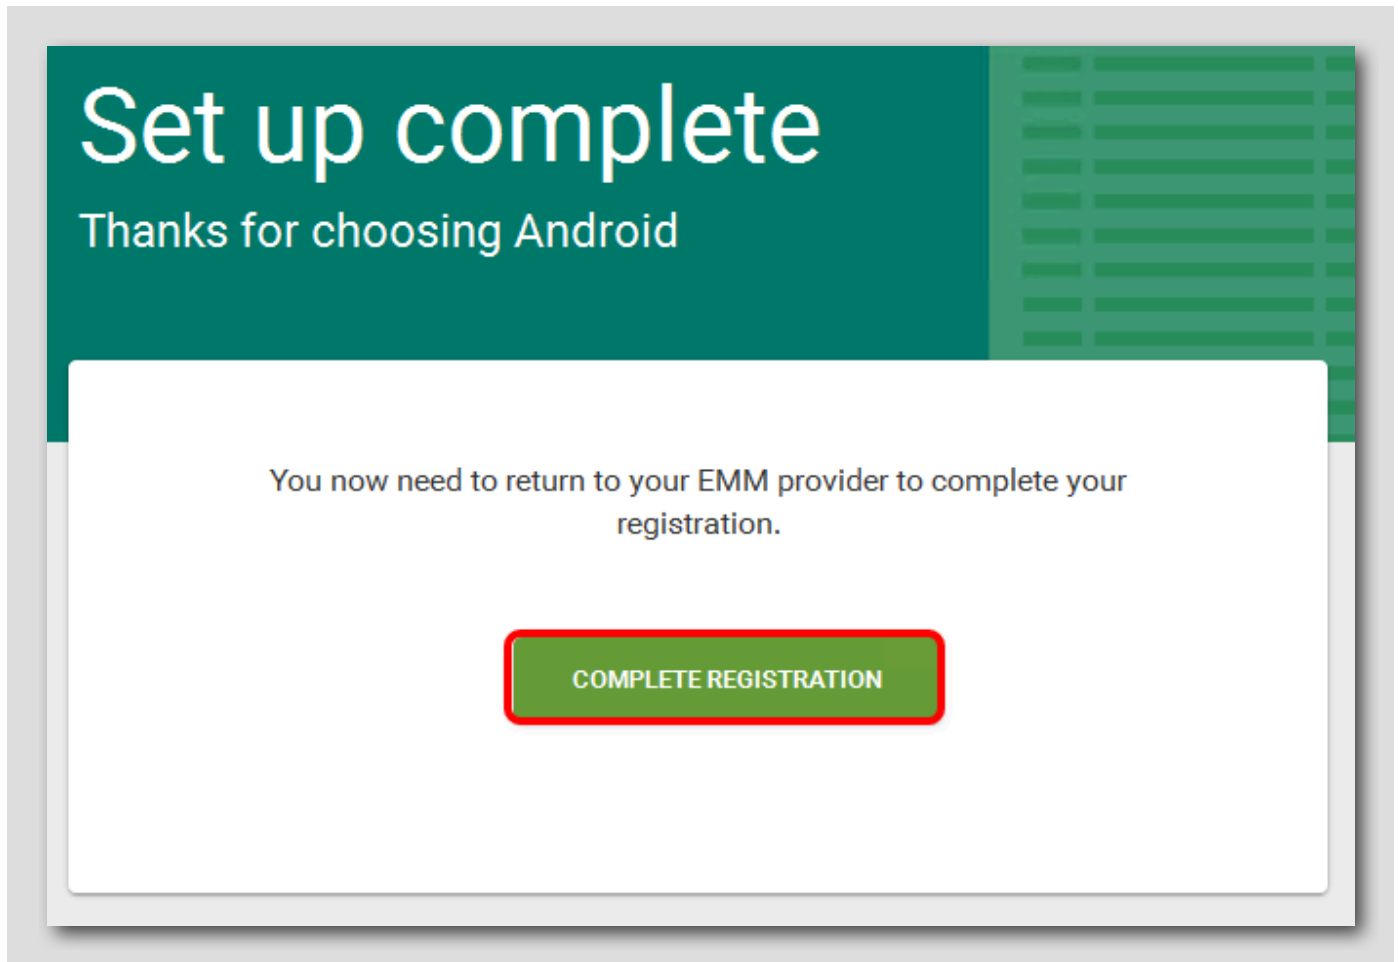 Set up complete
Thanks for choosing Android
You now need to return to your EMM provider to complete your
registration.
COMPLETE REGISTRATION